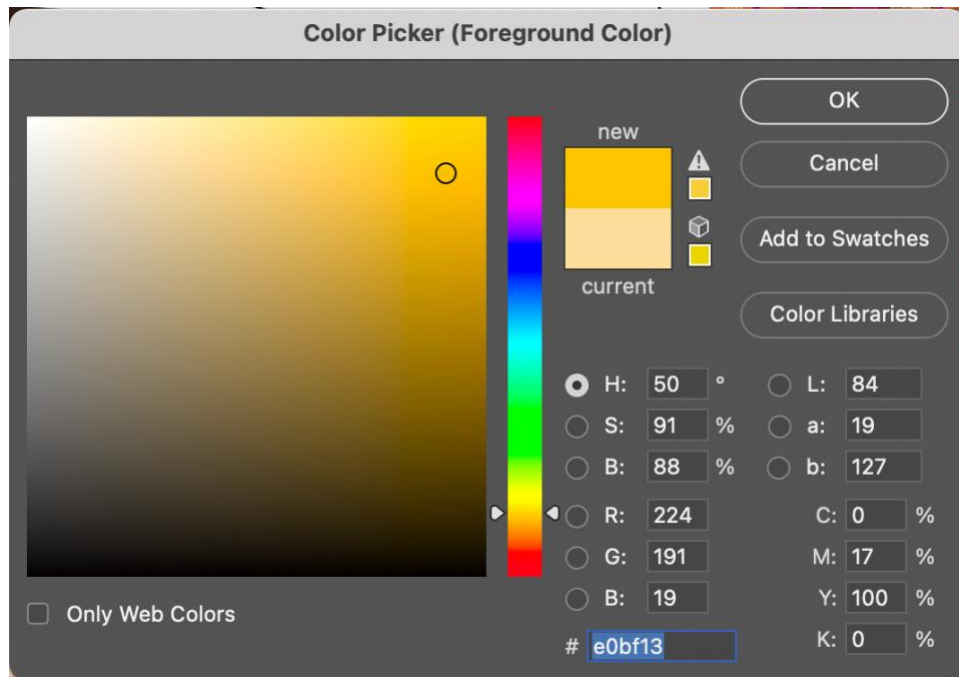 Color Picker (Foreground Color)
new
current
OK
Cancel
Add to Swatches
Color Libraries
H: 50 °
S: 91 %
B: 88 %
R: 224
G: 191
B: 19
# e0bf13
L: 84
a: 19
b: 127
C: 0 %
M: 17 %
Y: 100 %
K: 0 %
Only Web Colors